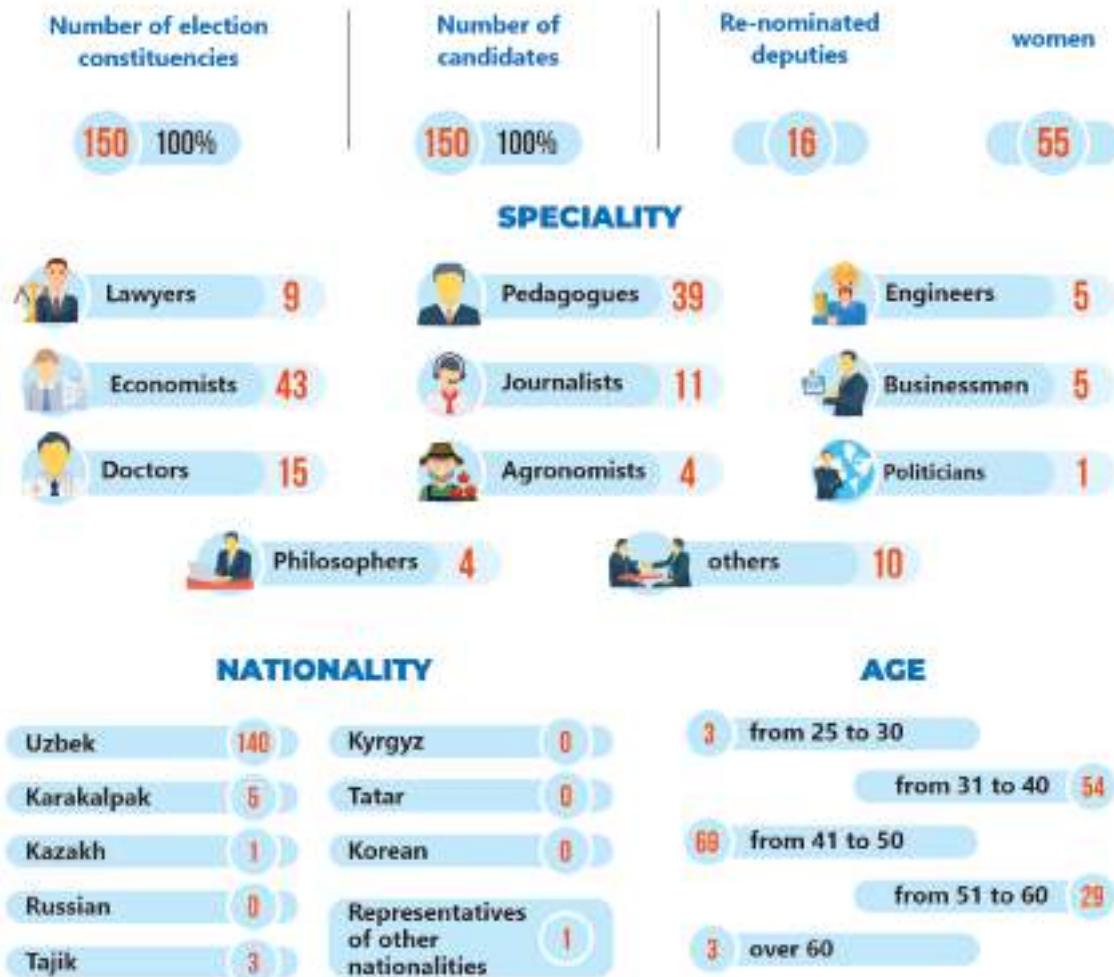 Number of election
constituencies
150 100%
Number of
candidates
150 100%
Re-nominated
deputies
16
women
55
SPECIALITY
Lawyers 9
Pedagogues 39
Engineers 5
Economists 43
Journalists 11
Businessmen 5
Doctors 15
Agronomists 4
Politicians 1
Philosophers 4
others 10
NATIONALITY
Uzbek 140
Karakalpak 5
Kazakh 1
Russian 0
Tajik 3
Kyrgyz 0
Tatar 0
Korean 0
Representatives
of other
nationalities
1
AGE
3 from 25 to 30
from 31 to 40 54
69 from 41 to 50
from 51 to 60 29
3 over 60